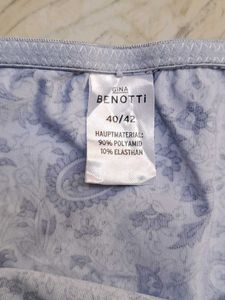 GINA
BENOTTi
40/42
HAUPTMATERIAL:
90% POLYAMID
10% ELASTHAN